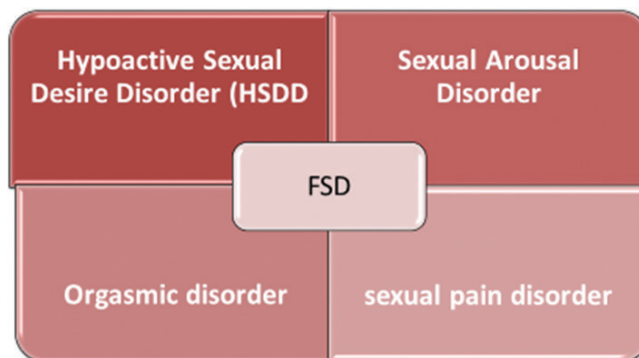 Hypoactive Sexual
Desire Disorder (HSDD
Sexual Arousal
Disorder
FSD
Orgasmic disorder
sexual pain disorder